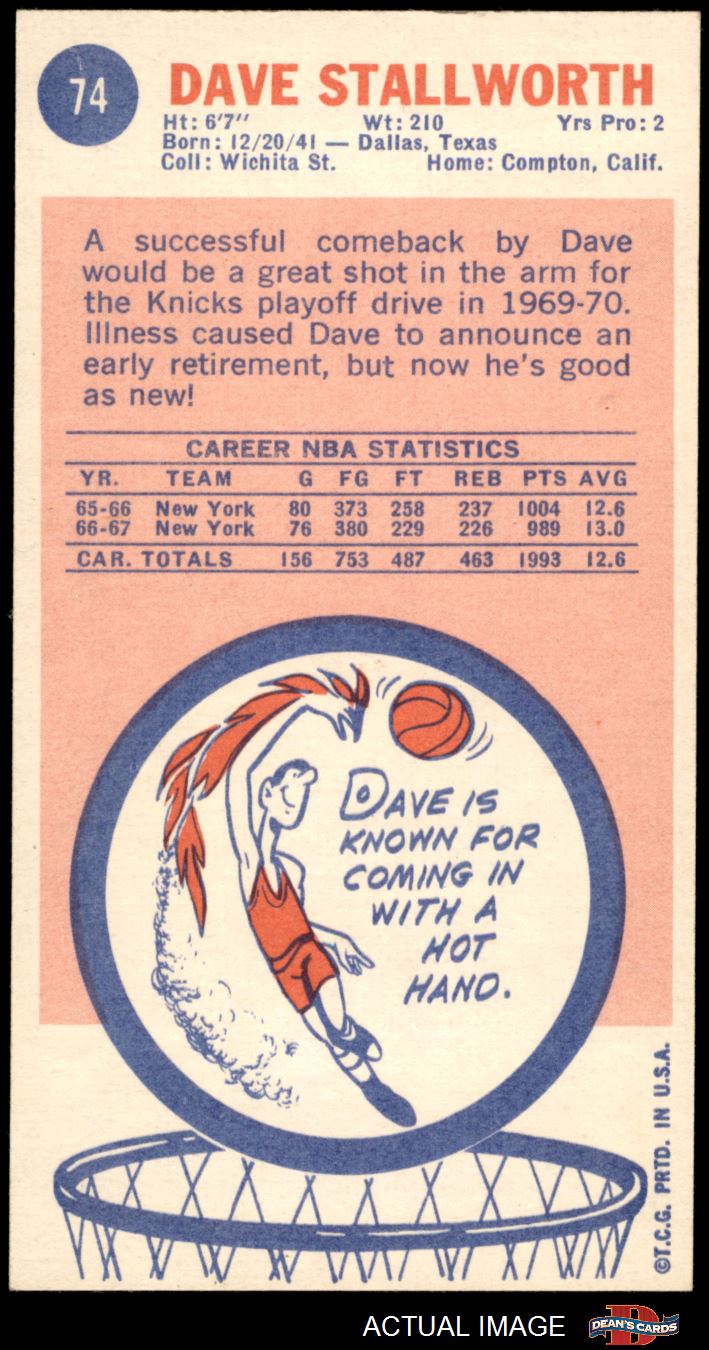 74
DAVE STALLWORTH
Ht: 6'7" Wt: 210 Yrs Pro: 2
Born: 12/20/41 — Dallas, Texas
Coll: Wichita St. Home: Compton, Calif.
A successful comeback by Dave
would be a great shot in the arm for
the Knicks playoff drive in 1969-70.
Illness caused Dave to announce an
early retirement, but now he's good
as new!
CAREER NBA STATISTICS
YR. TEAM G FG FT REB PTS AVG
65-66 New York 80 373 258 237 1004 12.6
66-67 New York 76 380 229 226 989 13.0
CAR. TOTALS 156 753 487 463 1993 12.6
DAVE IS
KNOWN FOR
COMING IN
WITH A
HOT
HAND.
©T.C.G. PRTD. IN U.S.A.
ACTUAL IMAGE
D
DEAN'S CARDS